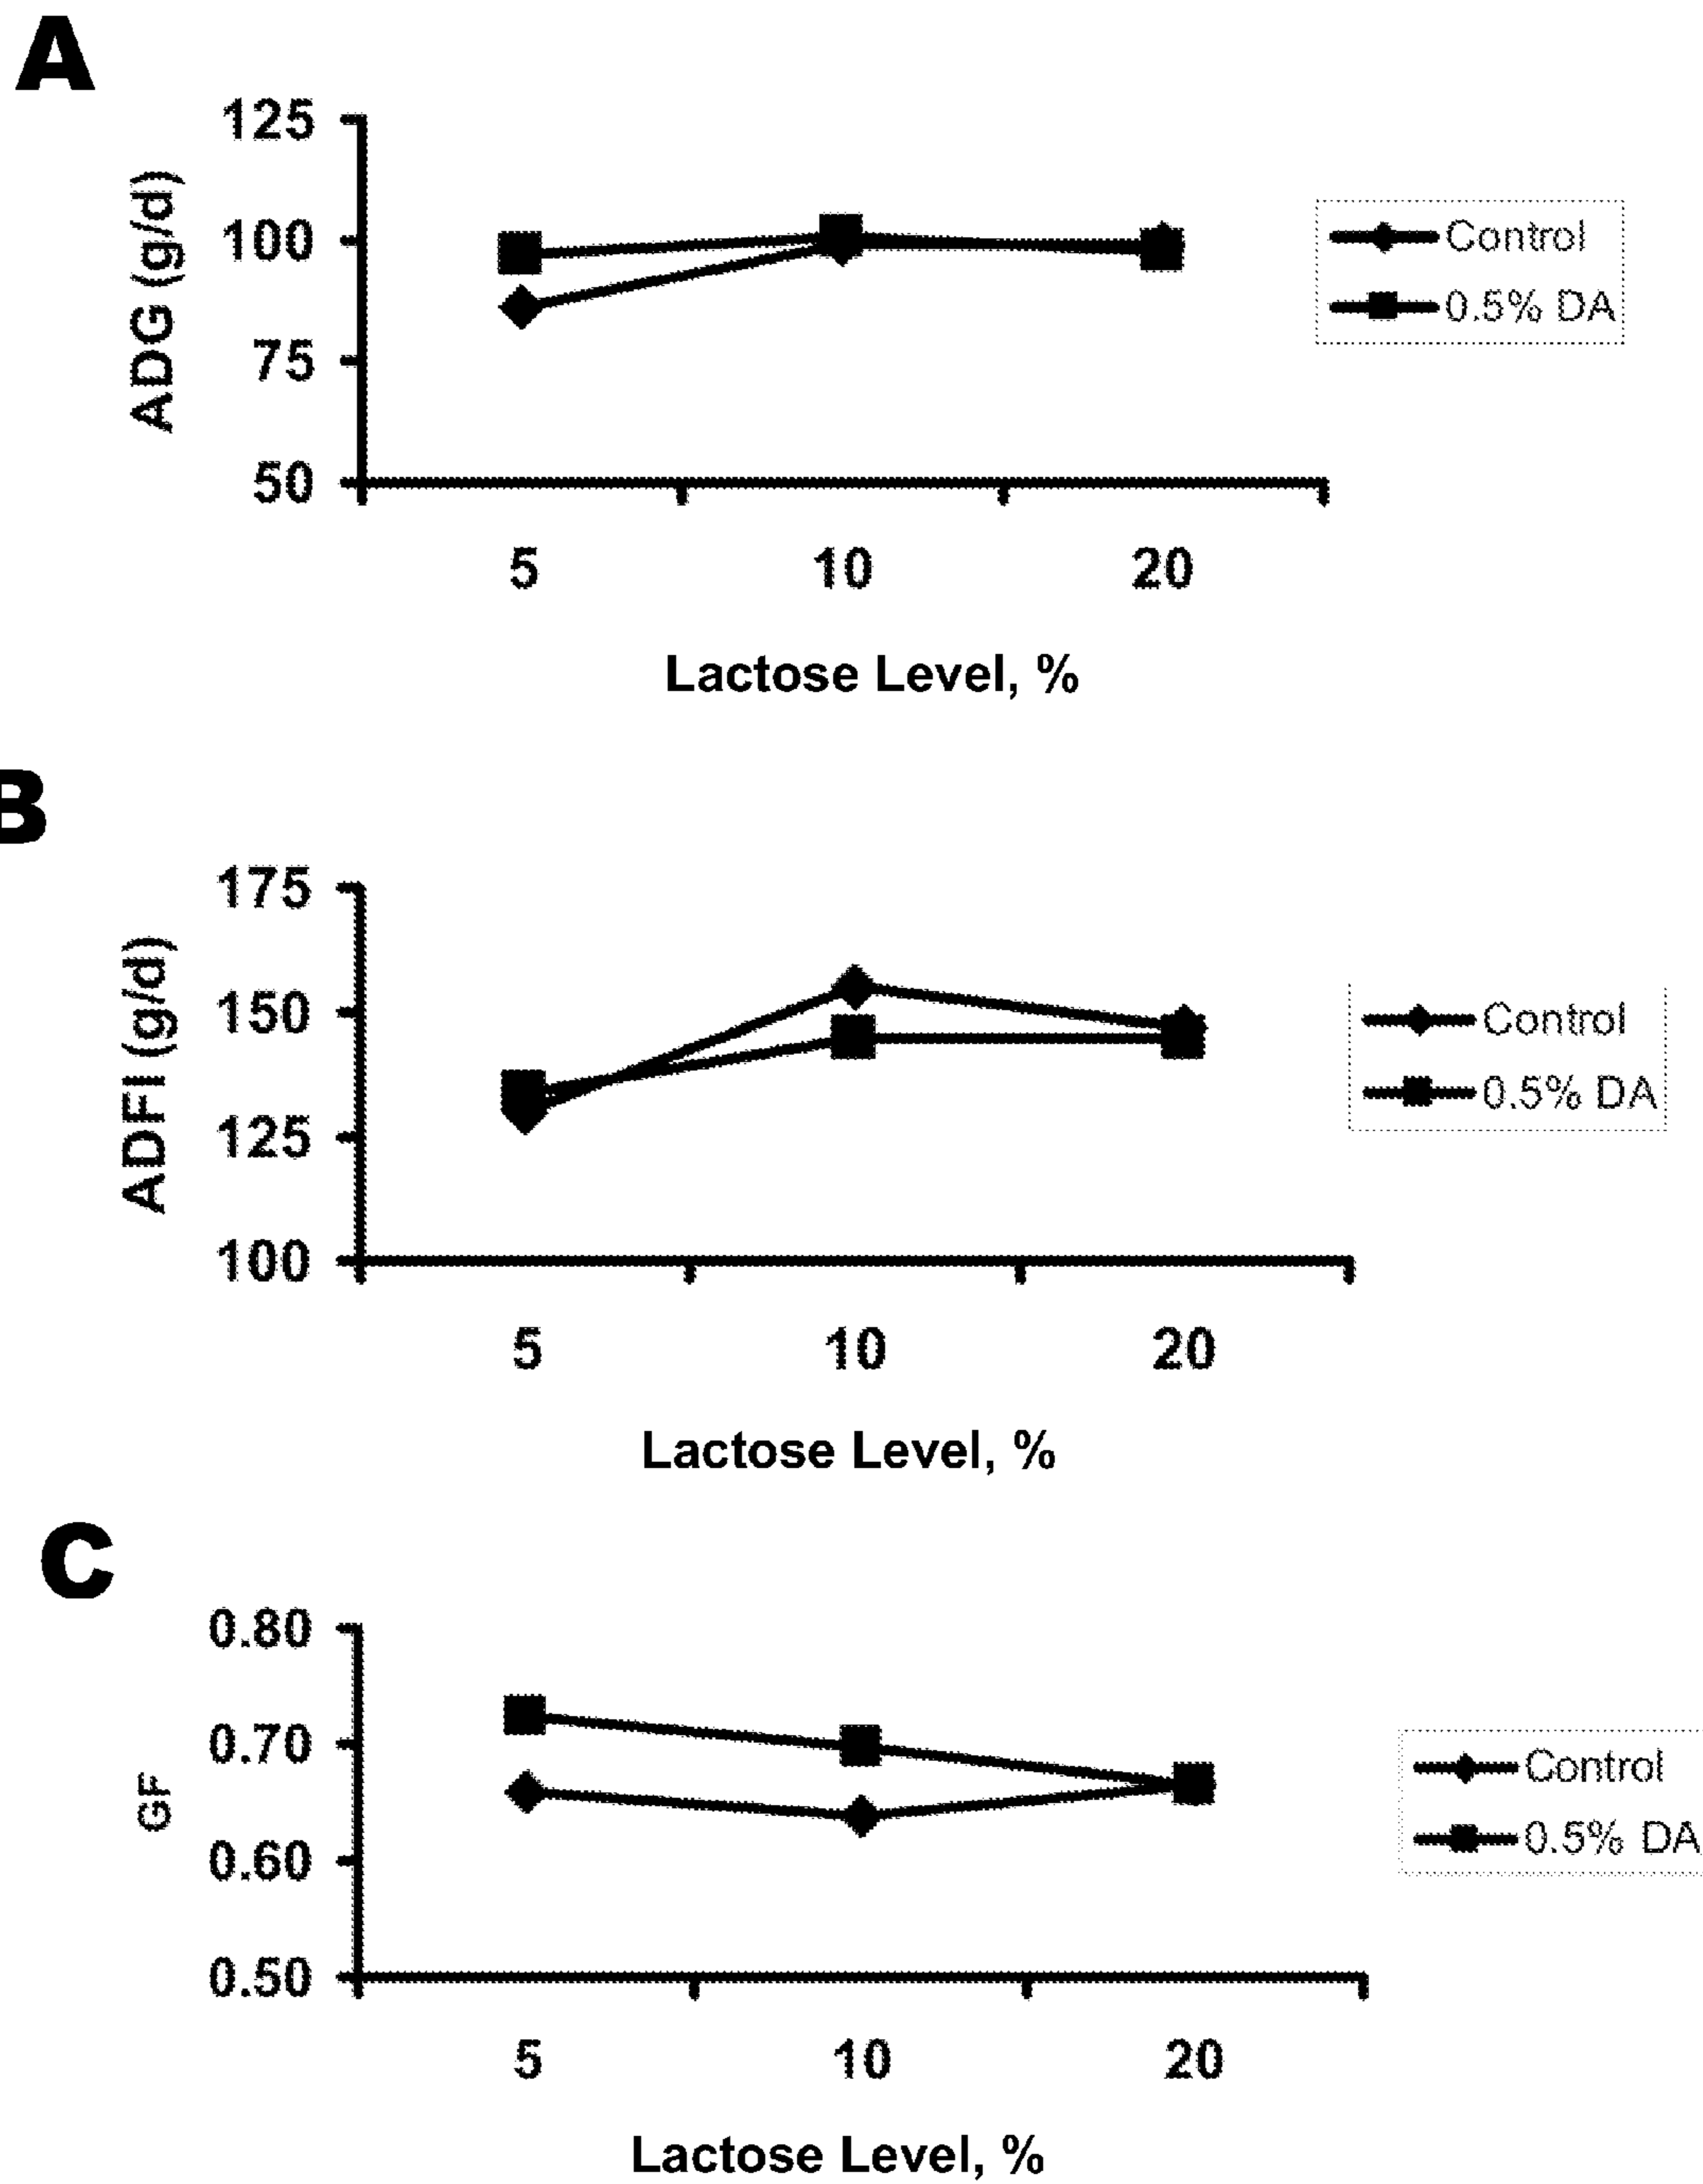 A
125
100
75
50
ADG (g/d)
5 10 20
Lactose Level, %
Control
0.5% DA
B
175
150
125
100
ADFI (g/d)
5 10 20
Lactose Level, %
Control
0.5% DA
C
0.80
0.70
0.60
0.50
GF
5 10 20
Lactose Level, %
Control
0.5% DA